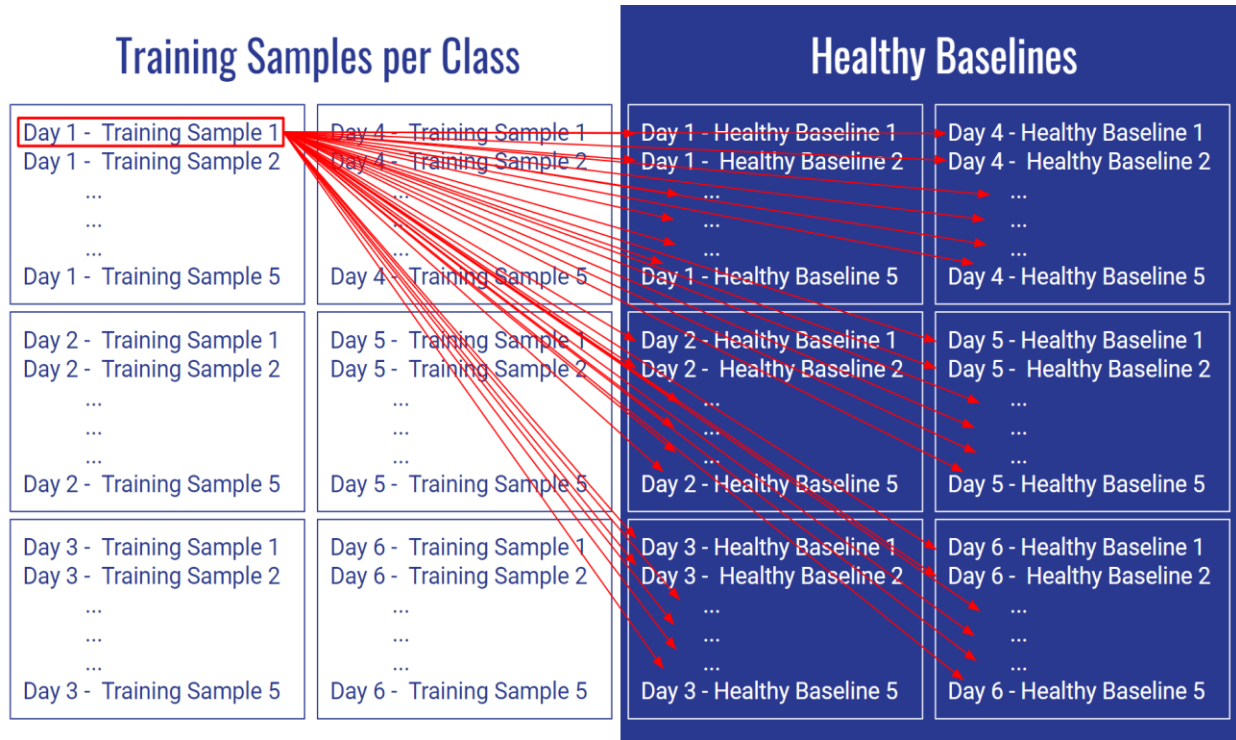 Training Samples per Class
Day 1 - Training Sample 1
Day 1 - Training Sample 2
...
...
...
Day 1 - Training Sample 5
Day 4 - Training Sample 1
Day 4 - Training Sample 2
...
...
...
Day 4 - Training Sample 5
Day 2 - Training Sample 1
Day 2 - Training Sample 2
...
...
...
Day 2 - Training Sample 5
Day 5 - Training Sample 1
Day 5 - Training Sample 2
...
...
...
Day 5 - Training Sample 5
Day 3 - Training Sample 1
Day 3 - Training Sample 2
...
...
...
Day 3 - Training Sample 5
Day 6 - Training Sample 1
Day 6 - Training Sample 2
...
...
...
Day 6 - Training Sample 5
Healthy Baselines
Day 1 - Healthy Baseline 1
Day 1 - Healthy Baseline 2
...
...
...
Day 1 - Healthy Baseline 5
Day 4 - Healthy Baseline 1
Day 4 - Healthy Baseline 2
...
...
...
Day 4 - Healthy Baseline 5
Day 2 - Healthy Baseline 1
Day 2 - Healthy Baseline 2
...
...
...
Day 2 - Healthy Baseline 5
Day 5 - Healthy Baseline 1
Day 5 - Healthy Baseline 2
...
...
...
Day 5 - Healthy Baseline 5
Day 3 - Healthy Baseline 1
Day 3 - Healthy Baseline 2
...
...
...
Day 3 - Healthy Baseline 5
Day 6 - Healthy Baseline 1
Day 6 - Healthy Baseline 2
...
...
...
Day 6 - Healthy Baseline 5